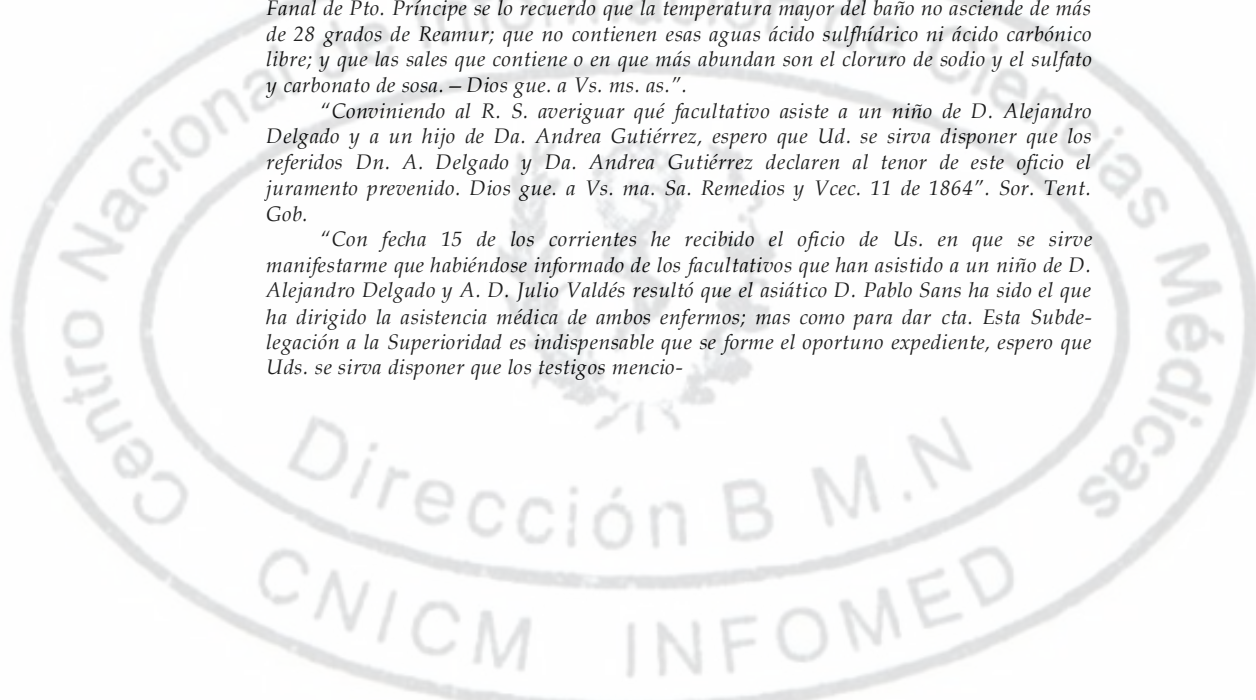 Fanal de Pto. Príncipe se lo recuerdo que la temperatura mayor del baño no asciende de más
de 28 grados de Reamur; que no contienen esas aguas ácido sulfhídrico ni ácido carbónico
libre; y que las sales que contiene o en que más abundan son el cloruro de sodio y el sulfato
y carbonato de sosa. – Dios gue. a Vs. ms. as.”.
“Conviniendo al R. S. averiguar qué facultativo asiste a un niño de D. Alejandro
Delgado y a un hijo de Da. Andrea Gutiérrez, espero que Ud. se sirva disponer que los
referidos Dn. A. Delgado y Da. Andrea Gutiérrez declaren al tenor de este oficio el
juramento prevenido. Dios gue. a Vs. ma. Sa. Remedios y Vcec. 11 de 1864”. Sor. Tent.
Gob.
“Con fecha 15 de los corrientes he recibido el oficio de Us. en que se sirve
manifestarme que habiéndose informado de los facultativos que han asistido a un niño de D.
Alejandro Delgado y A. D. Julio Valdés resultó que el asiático D. Pablo Sans ha sido el que
ha dirigido la asistencia médica de ambos enfermos; mas como para dar cta. Esta Subde-
legación a la Superioridad es indispensable que se forme el oportuno expediente, espero que
Uds. se sirva disponer que los testigos mencio-
Centro Nacional de Información de Ciencias Médicas
Dirección B M.N
CNICM INFOMED